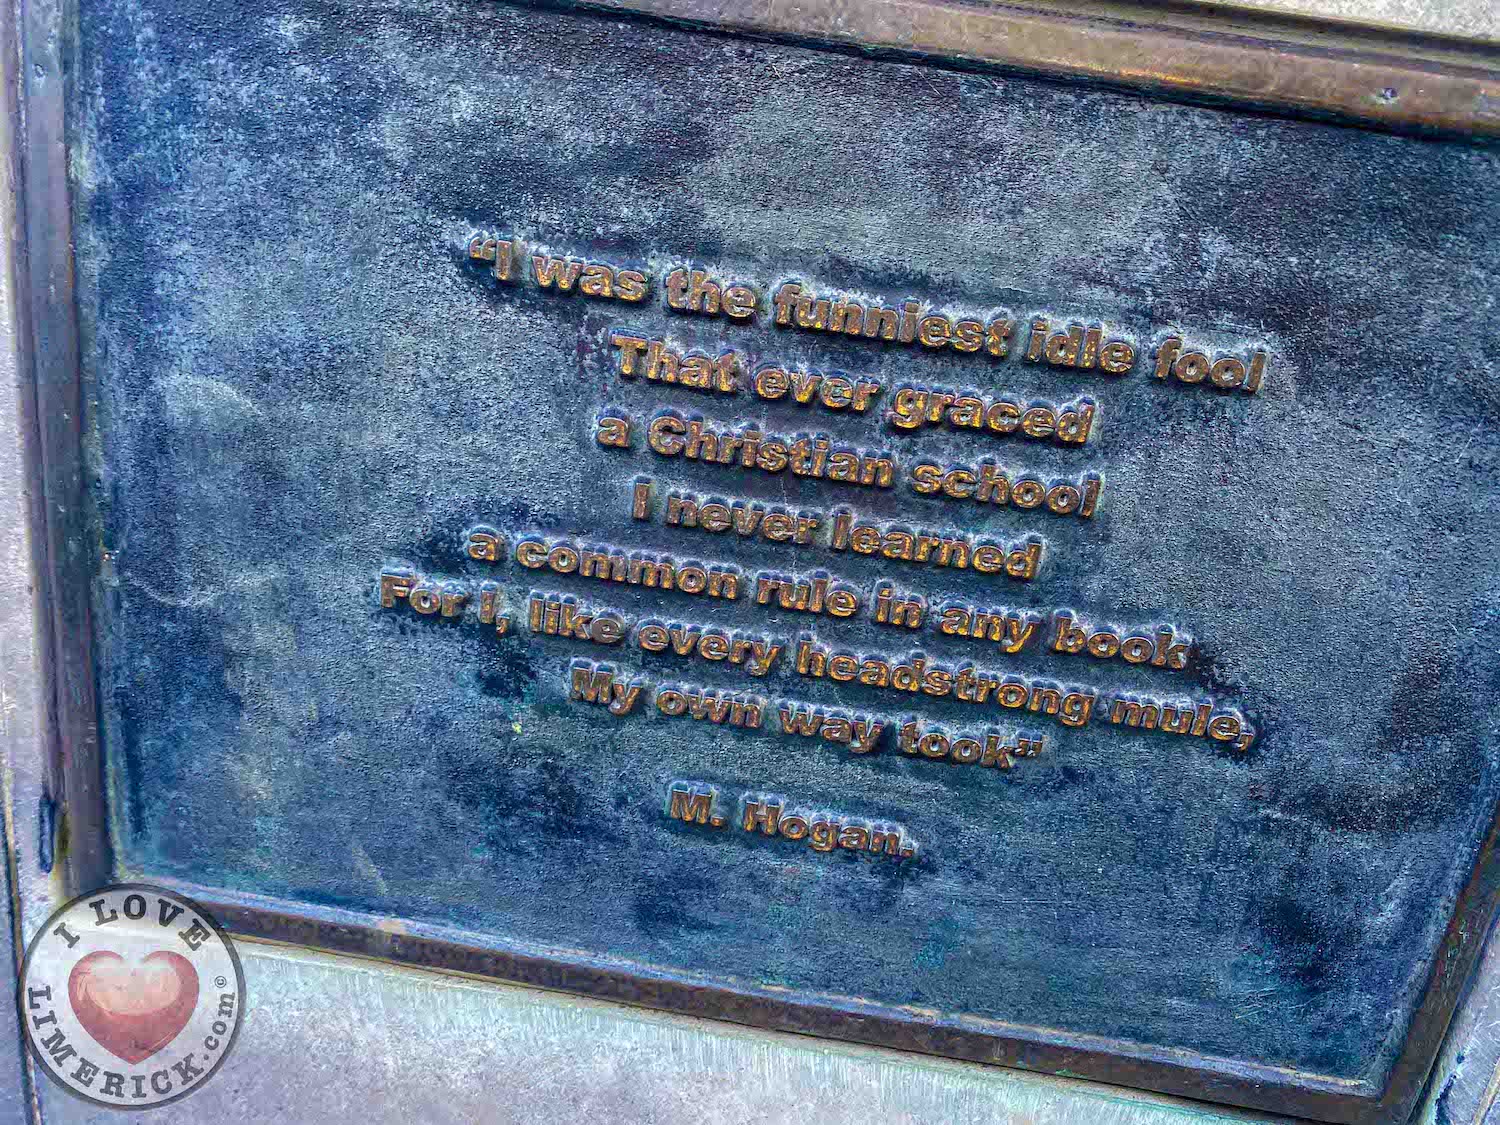 “I was the funniest idle fool
That ever graced
a Christian school
I never learned
a common rule in any book
For I, like every headstrong mule,
My own way took”
M. Hogan.
I LOVE
LIMERICK.com©